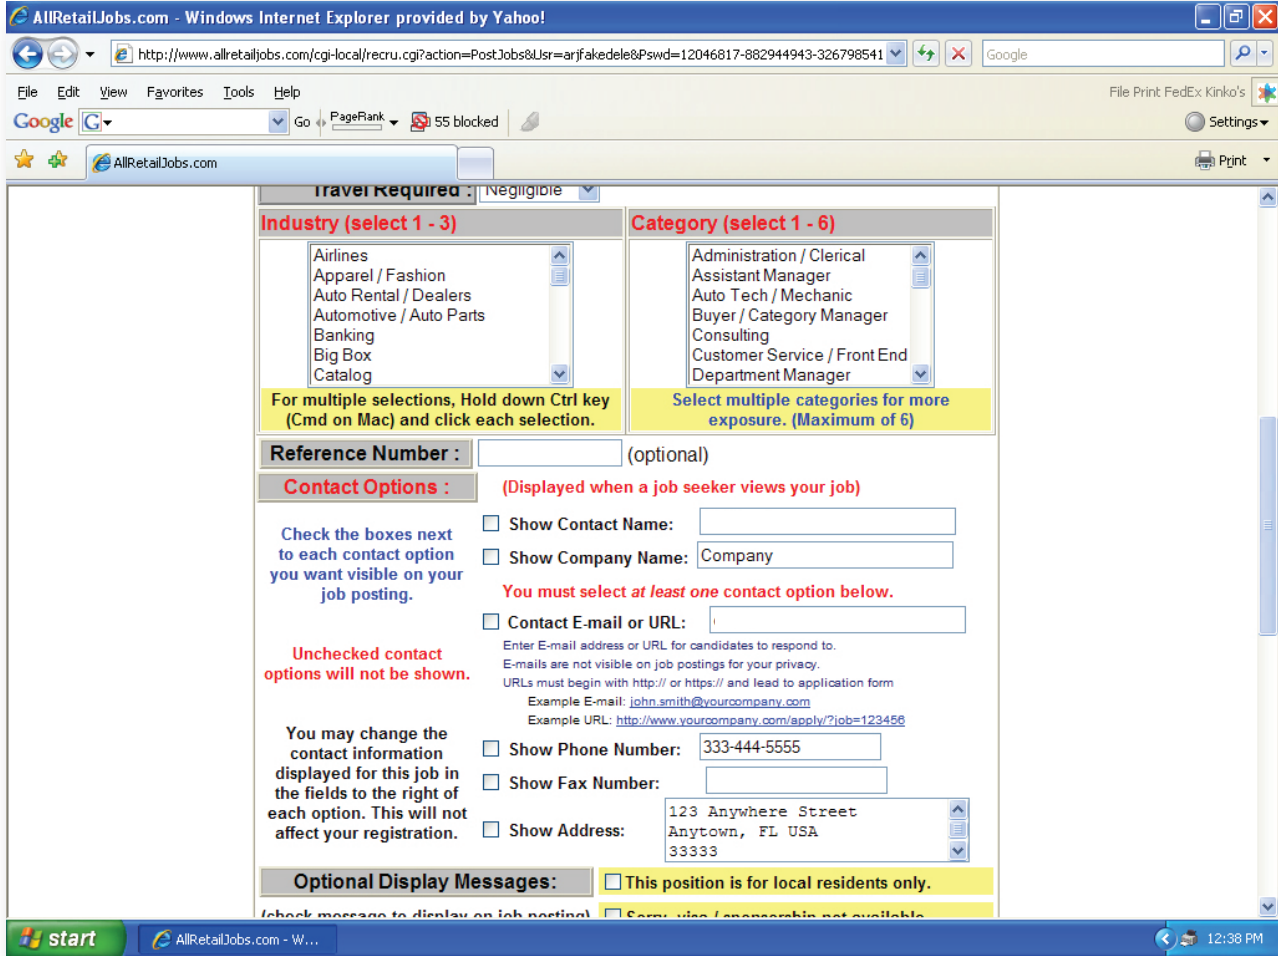 AllRetailJobs.com - Windows Internet Explorer provided by Yahoo!
http://www.allretailjobs.com/cgi-local/recru.cgi?action=PostJobs&Usr=arjfakedele&Pswd=12046817-882944943-326798541
Google
File Edit View Favorites Tools Help
File Print FedEx Kinko's
Google G Go PageRank 55 blocked Settings
AllRetailJobs.com
Print
Travel Required : Negligible
Industry (select 1 - 3)
Airlines
Apparel / Fashion
Auto Rental / Dealers
Automotive / Auto Parts
Banking
Big Box
Catalog
For multiple selections, Hold down Ctrl key
(Cmd on Mac) and click each selection.
Category (select 1 - 6)
Administration / Clerical
Assistant Manager
Auto Tech / Mechanic
Buyer / Category Manager
Consulting
Customer Service / Front End
Department Manager
Select multiple categories for more
exposure. (Maximum of 6)
Reference Number : (optional)
Contact Options : (Displayed when a job seeker views your job)
Check the boxes next
to each contact option
you want visible on your
job posting.
Unchecked contact
options will not be shown.
You may change the
contact information
displayed for this job in
the fields to the right of
each option. This will not
affect your registration.
Show Contact Name:
Show Company Name: Company
You must select at least one contact option below.
Contact E-mail or URL:
Enter E-mail address or URL for candidates to respond to.
E-mails are not visible on job postings for your privacy.
URLs must begin with http:// or https:// and lead to application form
Example E-mail: john.smith@yourcompany.com
Example URL: http://www.yourcompany.com/apply/?job=123456
Show Phone Number: 333-444-5555
Show Fax Number:
Show Address:
123 Anywhere Street
Anytown, FL USA
33333
Optional Display Messages:
This position is for local residents only.
(check message to display on job posting)
Sorry, visa / sponsorship not available.
start
AllRetailJobs.com - W...
12:38 PM